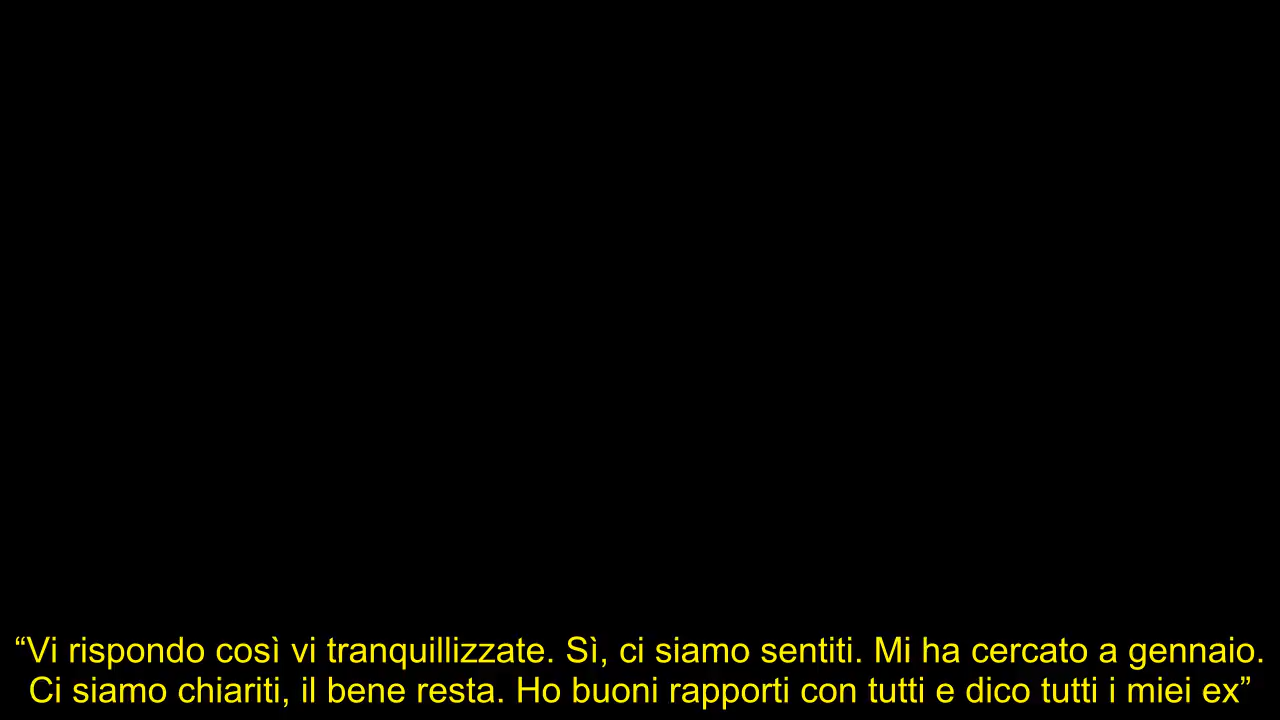 “Vi rispondo così vi tranquillizzate. Sì, ci siamo sentiti. Mi ha cercato a gennaio.
Ci siamo chiariti, il bene resta. Ho buoni rapporti con tutti e dico tutti i miei ex”